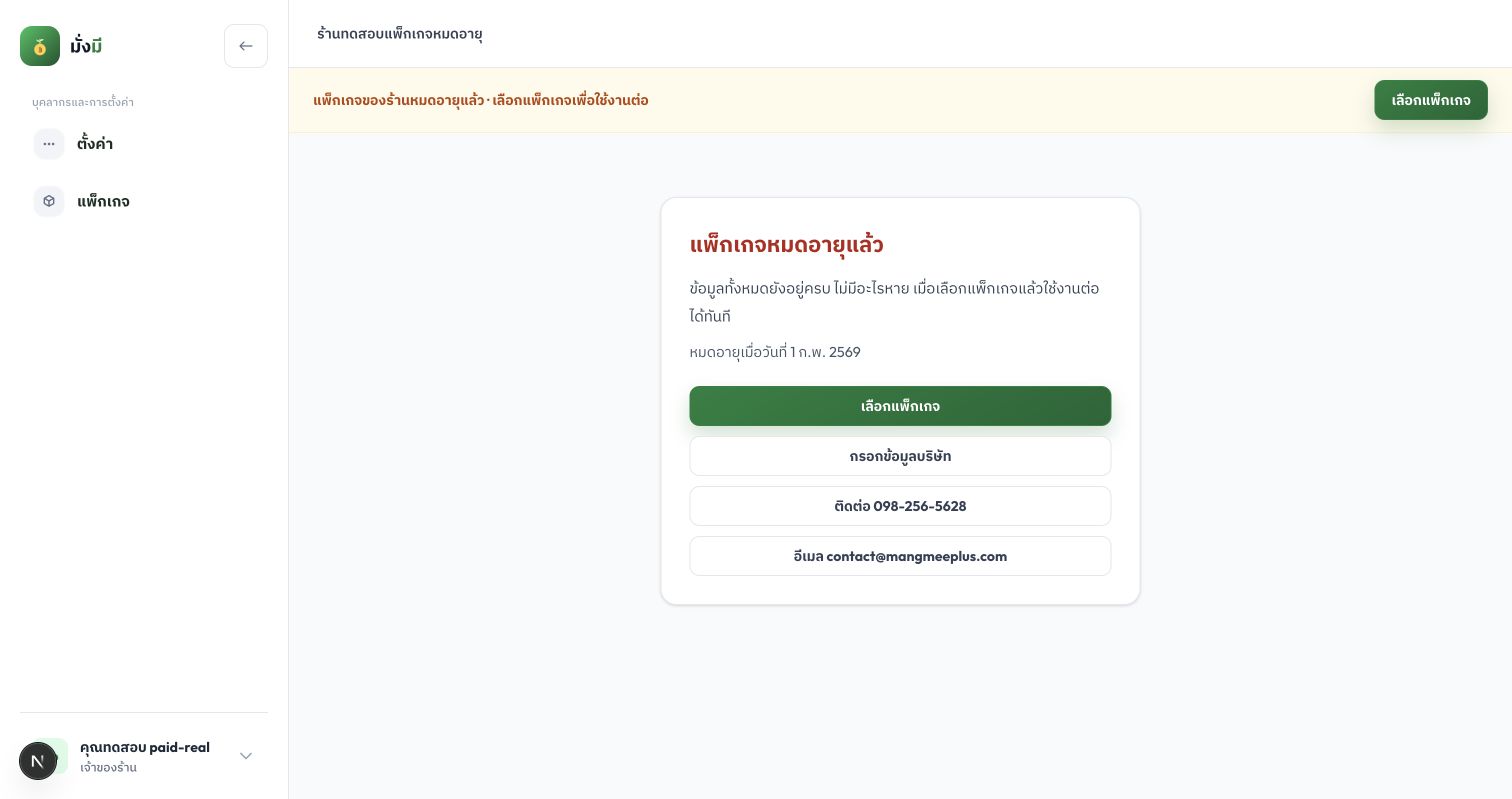 มั่งมี
บุคลากรและการตั้งค่า
ตั้งค่า
แพ็กเกจ
คุณทดสอบ paid-real
เจ้าของร้าน
N
ร้านทดสอบแพ็กเกจหมดอายุ
แพ็กเกจของร้านหมดอายุแล้ว · เลือกแพ็กเกจเพื่อใช้งานต่อ
เลือกแพ็กเกจ
แพ็กเกจหมดอายุแล้ว
ข้อมูลทั้งหมดยังอยู่ครบ ไม่มีอะไรหาย เมื่อเลือกแพ็กเกจแล้วใช้งานต่อ
ได้ทันที
หมดอายุเมื่อวันที่ 1 ก.พ. 2569
เลือกแพ็กเกจ
กรอกข้อมูลบริษัท
ติดต่อ 098-256-5628
อีเมล contact@mangmeeplus.com